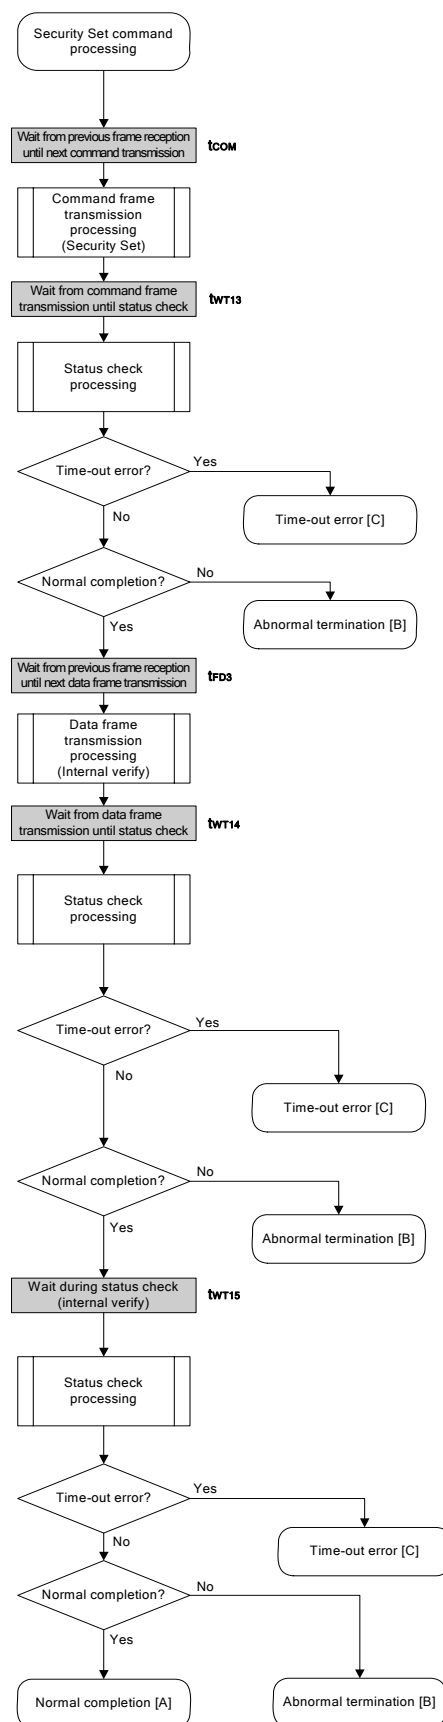 Security Set command
processing
Wait from previous frame reception
until next command transmission
tCOM
Command frame
transmission
processing
(Security Set)
Wait from command frame
transmission until status check
tWT13
Status check
processing
Time-out error?
Yes
Time-out error [C]
No
Normal completion?
No
Abnormal termination [B]
Yes
Wait from previous frame reception
until next data frame transmission
tFD3
Data frame
transmission
processing
(Internal verify)
Wait from data frame
transmission until status check
tWT14
Status check
processing
Time-out error?
Yes
Time-out error [C]
No
Normal completion?
No
Abnormal termination [B]
Yes
Wait during status check
(internal verify)
tWT15
Status check
processing
Time-out error?
Yes
Time-out error [C]
No
Normal completion?
No
Yes
Normal completion [A]
Abnormal termination [B]